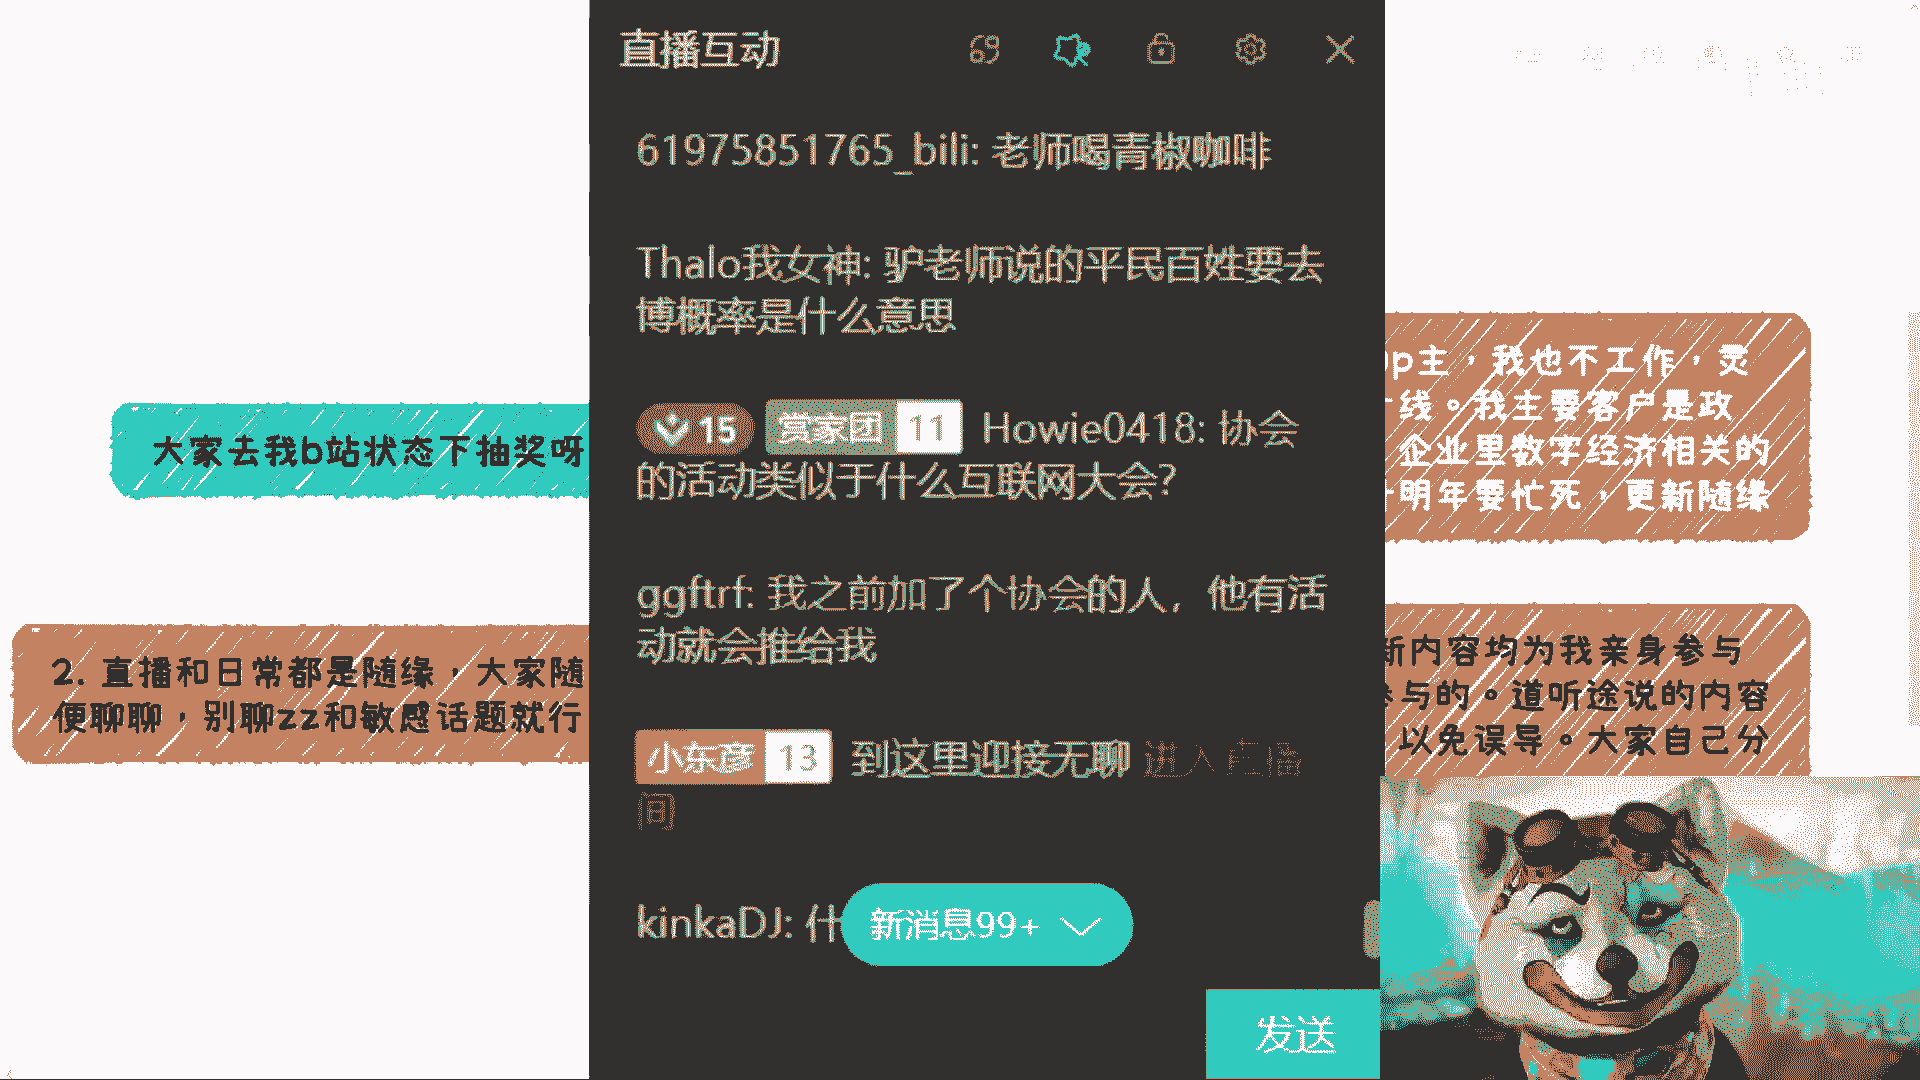 直播互动
69
61975851765_bili: 老师喝青椒咖啡
Thalo我女神: 驴老师说的平民百姓要去
博概率是什么意思
15 赏家团 11 Howie0418: 协会
的活动类似于什么互联网大会?
ggftrf: 我之前加了个协会的人，他有活
动就会推给我
小东彦 13 到这里迎接无聊 进入直播
间
kinkaDJ: 什
新消息99+
发送
大家去我b站状态下抽奖呀
2. 直播和日常都是随缘，大家随
便聊聊，别聊zz和敏感话题就行
p主，我也不工作，灵
线。我主要客户是政
企业里数字经济相关的
明年要忙死，更新随缘
新内容均为我亲身参与
参与的。道听途说的内容
以免误导。大家自己分